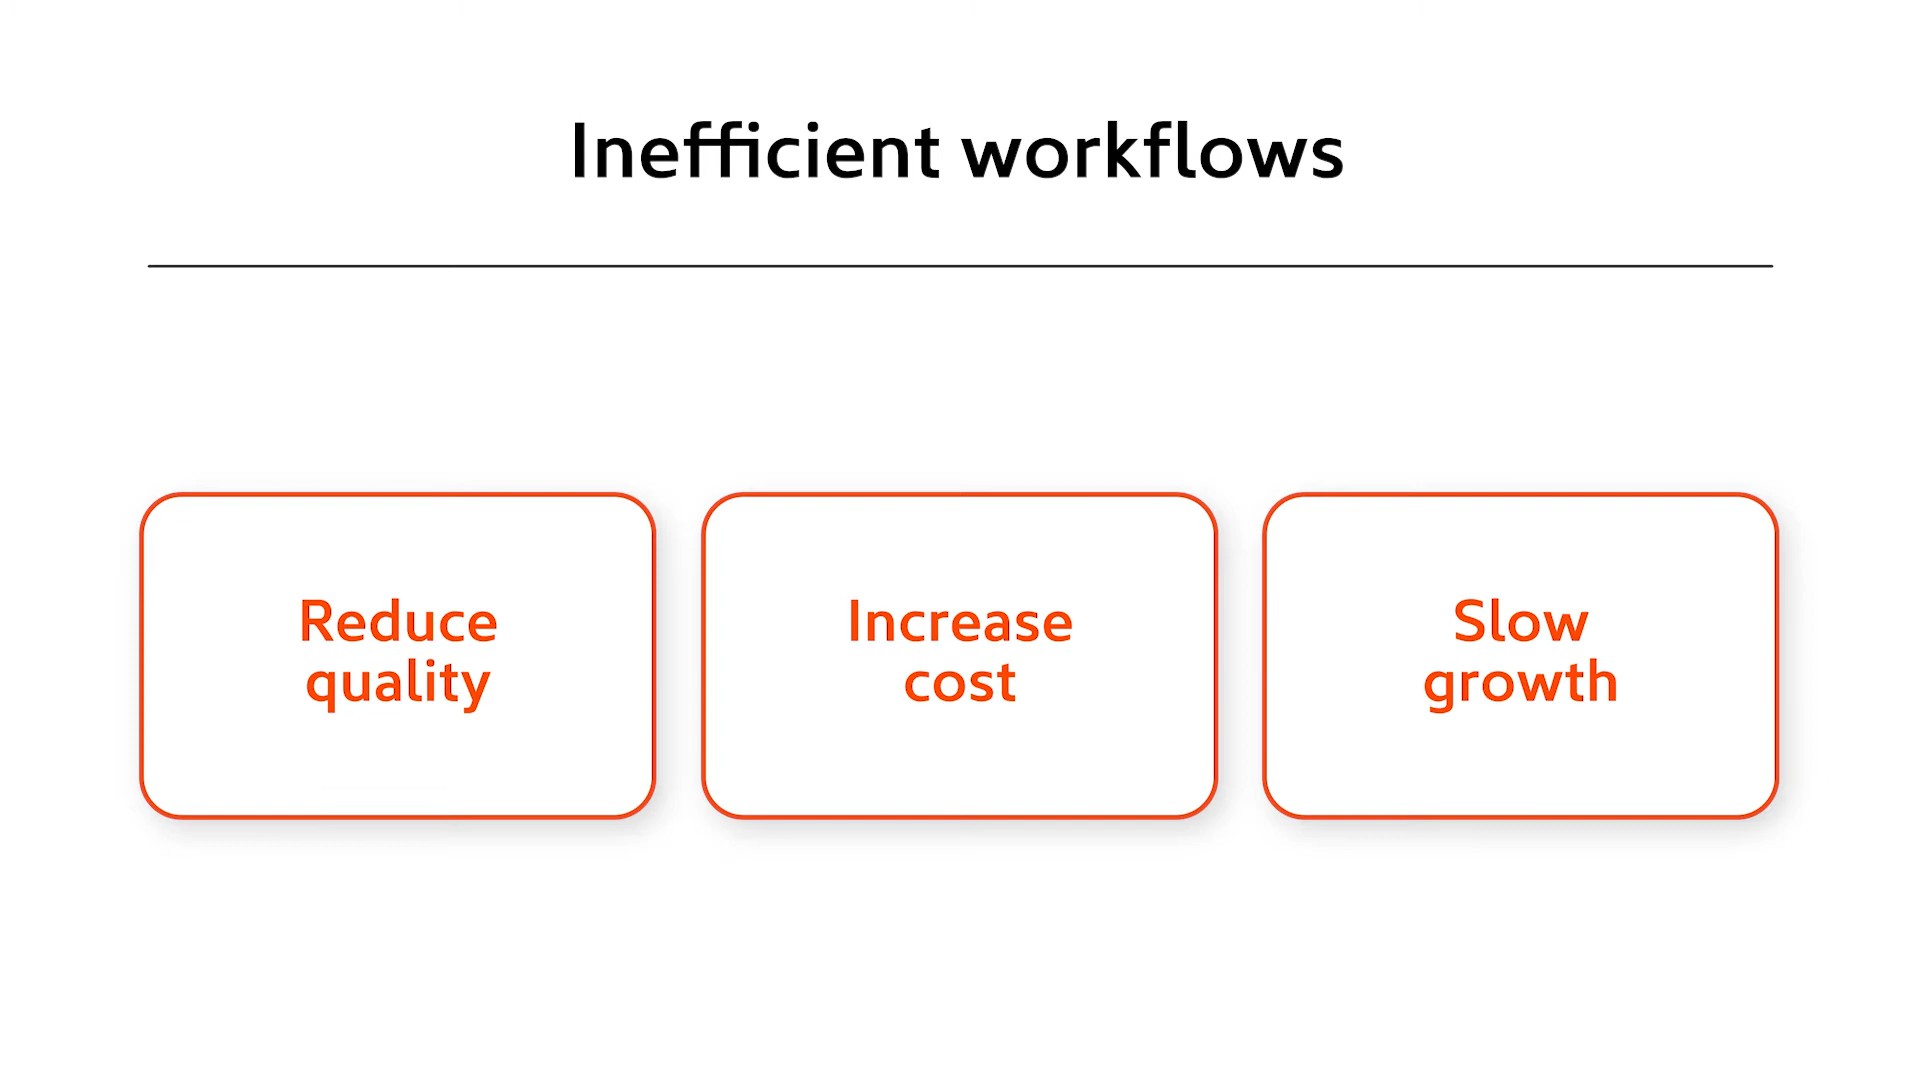 Inefficient workflows
Reduce
quality
Increase
cost
Slow
growth